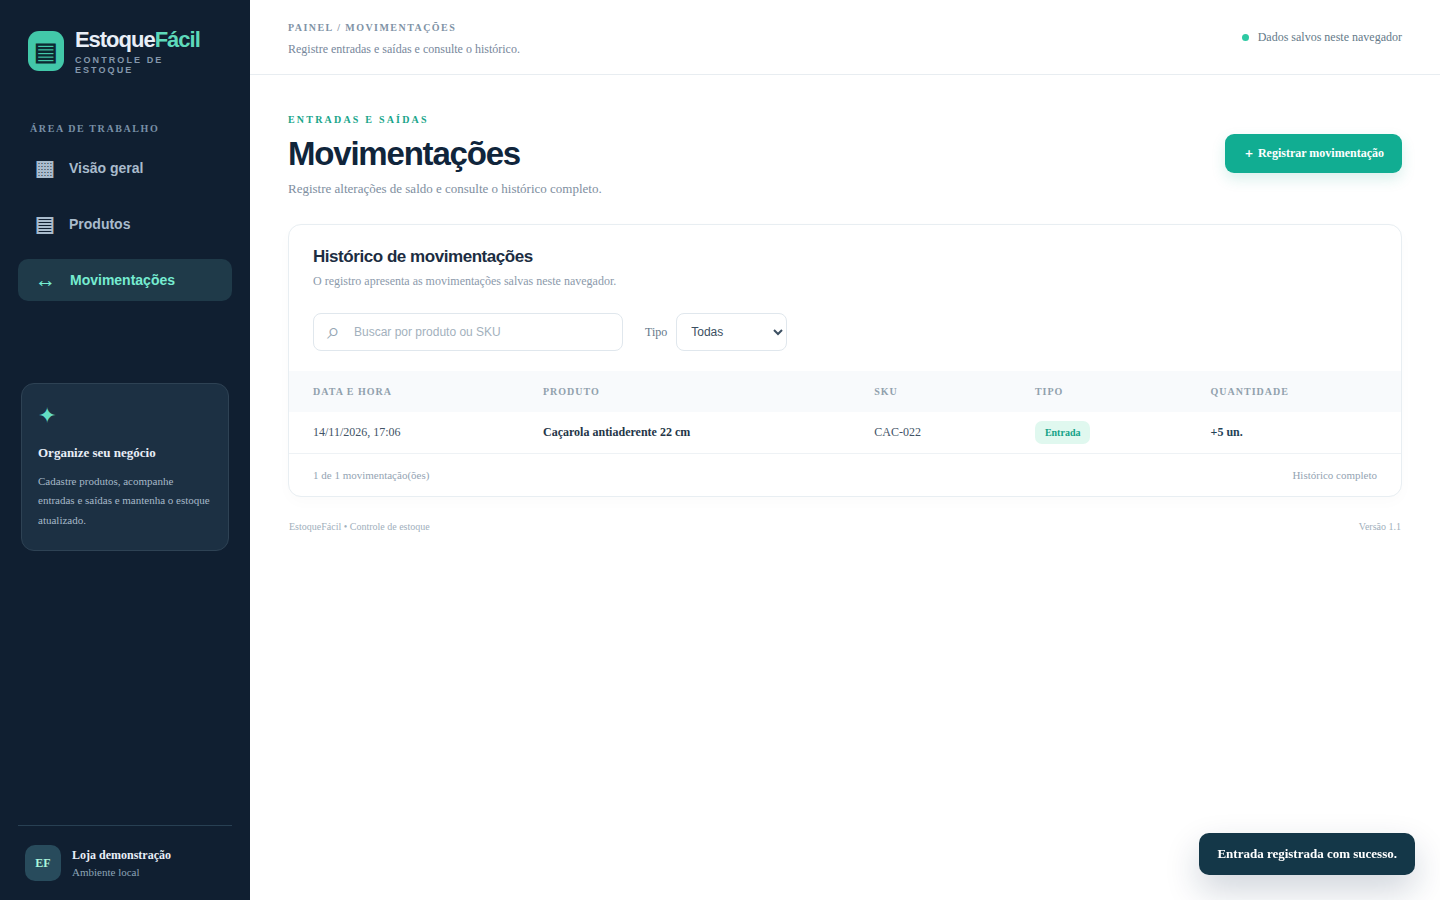 EstoqueFácil
CONTROLE DE
ESTOQUE
ÁREA DE TRABALHO
Visão geral
Produtos
Movimentações
Organize seu negócio
Cadastre produtos, acompanhe
entradas e saídas e mantenha o estoque
atualizado.
EF
Loja demonstração
Ambiente local
PAINEL / MOVIMENTAÇÕES
Registre entradas e saídas e consulte o histórico.
Dados salvos neste navegador
ENTRADAS E SAÍDAS
Movimentações
Registre alterações de saldo e consulte o histórico completo.
+ Registrar movimentação
Histórico de movimentações
O registro apresenta as movimentações salvas neste navegador.
Buscar por produto ou SKU
Tipo
Todas
DATA E HORA PRODUTO SKU TIPO QUANTIDADE
14/11/2026, 17:06 Caçarola antiaderente 22 cm CAC-022 Entrada +5 un.
1 de 1 movimentação(ões) Histórico completo
EstoqueFácil • Controle de estoque Versão 1.1
Entrada registrada com sucesso.